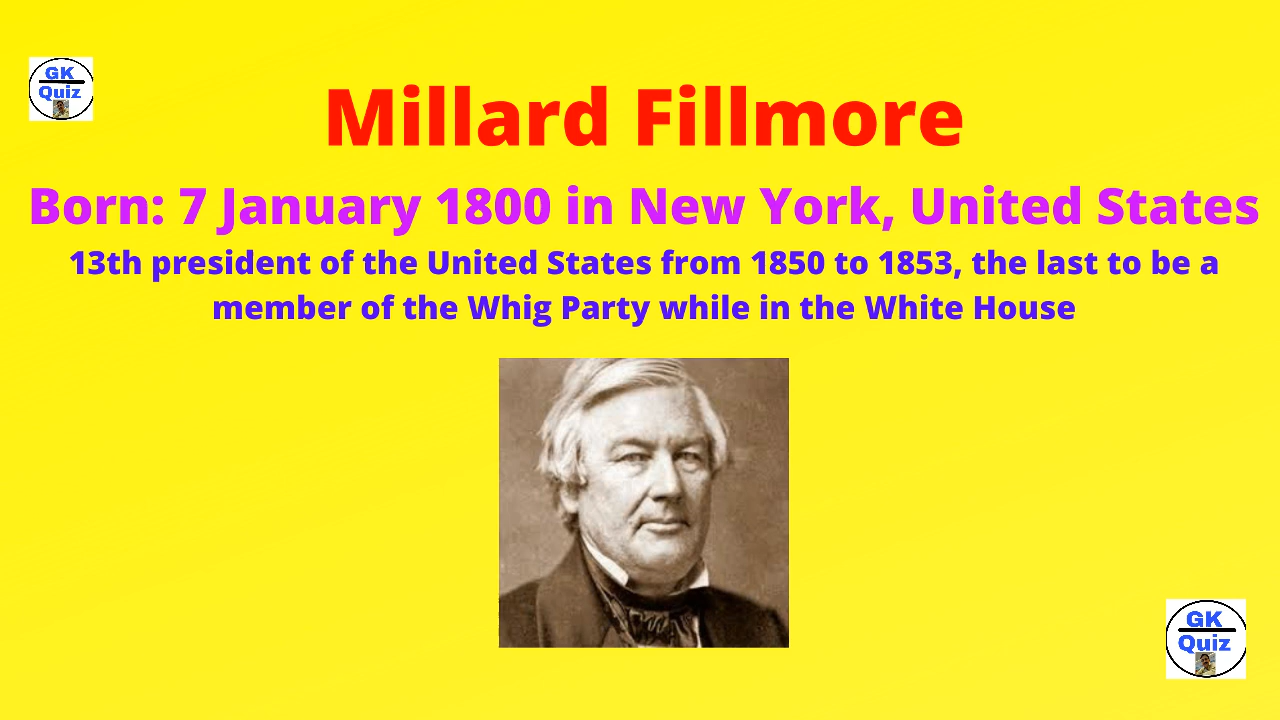 GK
Quiz
Millard Fillmore
Born: 7 January 1800 in New York, United States
13th president of the United States from 1850 to 1853, the last to be a
member of the Whig Party while in the White House
GK
Quiz